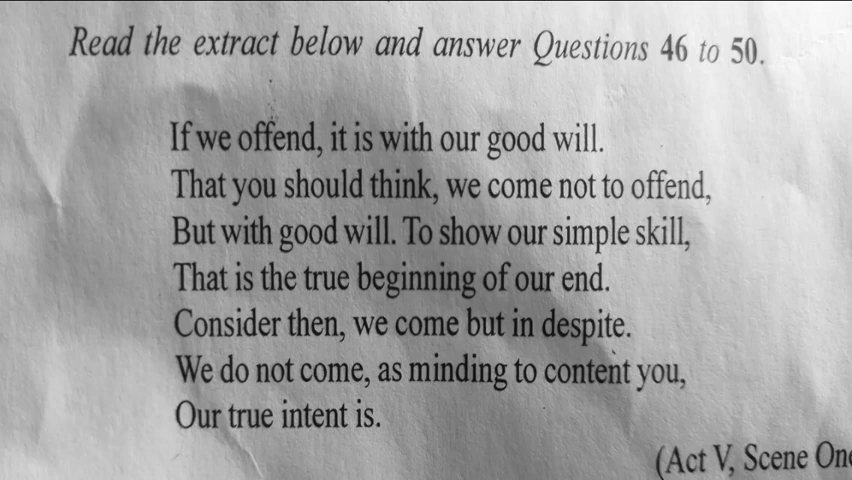 Read the extract below and answer Questions 46 to 50.
If we offend, it is with our good will.
That you should think, we come not to offend,
But with good will. To show our simple skill,
That is the true beginning of our end.
Consider then, we come but in despite.
We do not come, as minding to content you,
Our true intent is.
(Act V, Scene One